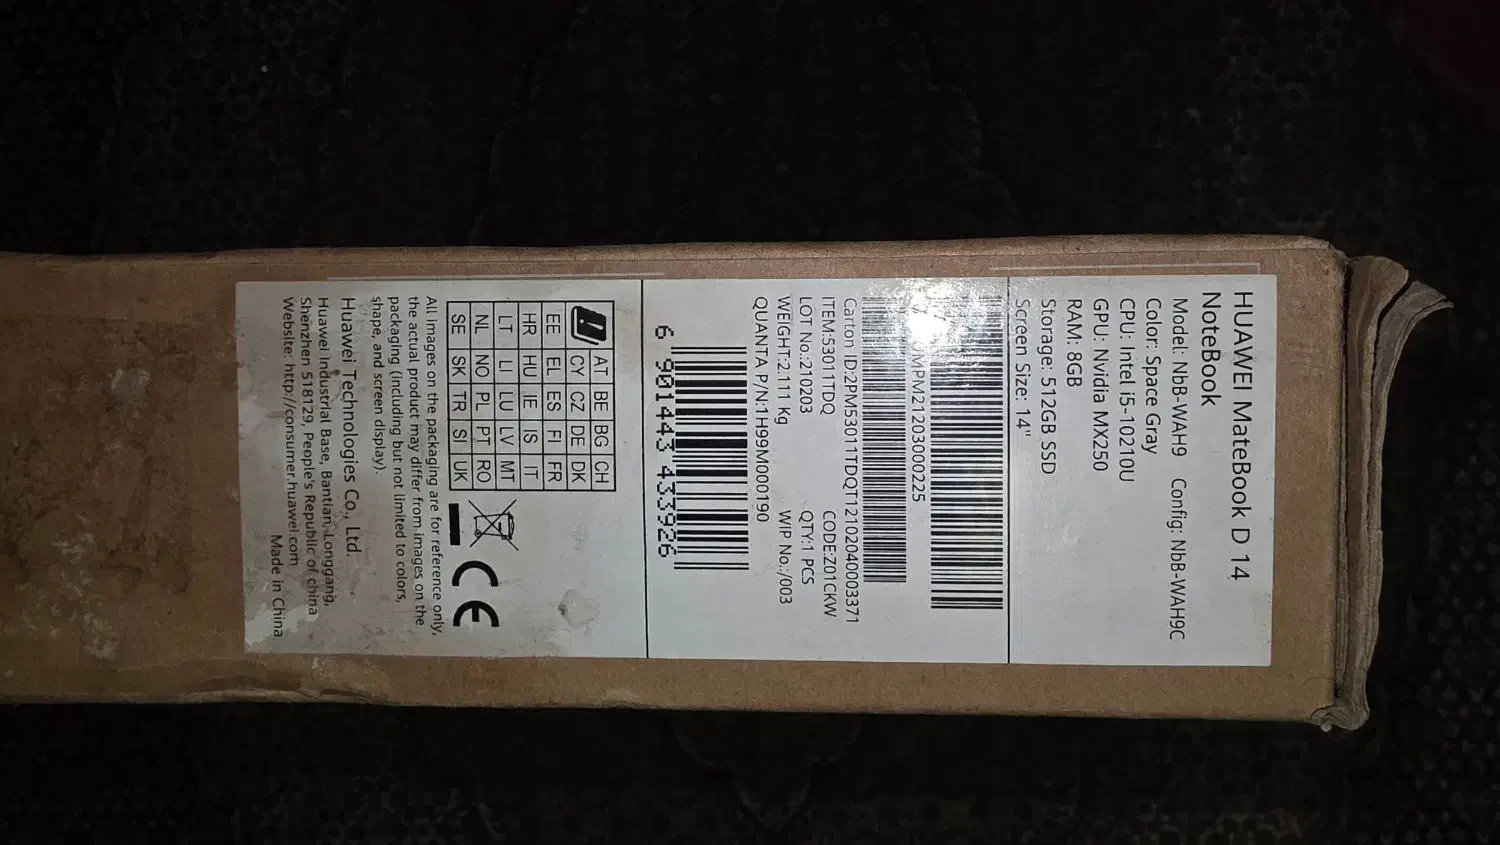 HUAWEI MateBook D 14
NoteBook
Model: NbB-WAH9 Config: NbB-WAH9C
Color: Space Gray
CPU: Intel i5-10210U
GPU: Nvidia MX250
RAM: 8GB
Storage: 512GB SSD
Screen Size: 14"
MPM21203000225
Carton ID:2PM53011TDQT12102040003371
ITEM:53011TDQ CODE:Z01CKW
LOT No.:210203 QTY:1 PCS
WEIGHT:2.111 Kg WIP No.:/003
QUANTA P/N:1H99M000190
6 901443 433926
AT BE BG CH
CY CZ DE DK
EE EL ES FI FR
HR HU IE IS IT
LT LI LU LV MT
NL NO PL PT RO
SE SK TR SI UK
CE
All images on the packaging are for reference only,
the actual product may differ from images on the
packaging (including but not limited to colors,
shape, and screen display).
Huawei Technologies Co., Ltd.
Huawei Industrial Base, Bantian, Longgang,
Shenzhen 518129, People's Republic of china
Website: http://consumer.huawei.com
Made in China